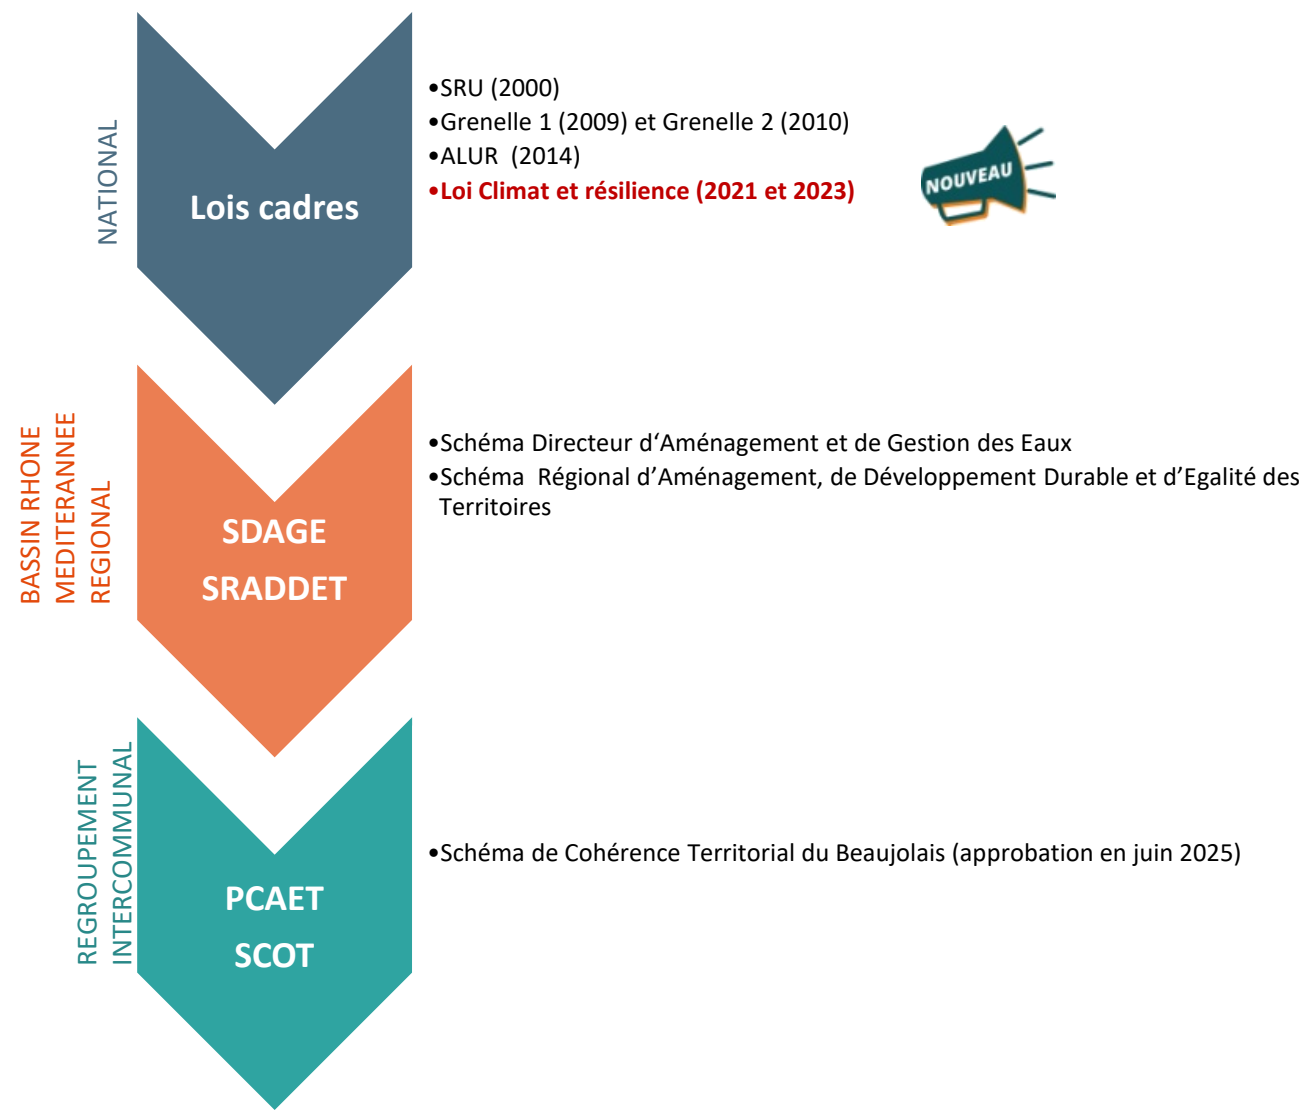 NATIONAL
Lois cadres
•SRU (2000)
•Grenelle 1 (2009) et Grenelle 2 (2010)
•ALUR  (2014)
•Loi Climat et résilience (2021 et 2023)
NOUVEAU
BASSIN RHONE
MEDITERANNEE
REGIONAL
SDAGE
SRADDET
•Schéma Directeur d‘Aménagement et de Gestion des Eaux
•Schéma  Régional d’Aménagement, de Développement Durable et d’Egalité des
Territoires
REGROUPEMENT
INTERCOMMUNAL
PCAET
SCOT
•Schéma de Cohérence Territorial du Beaujolais (approbation en juin 2025)